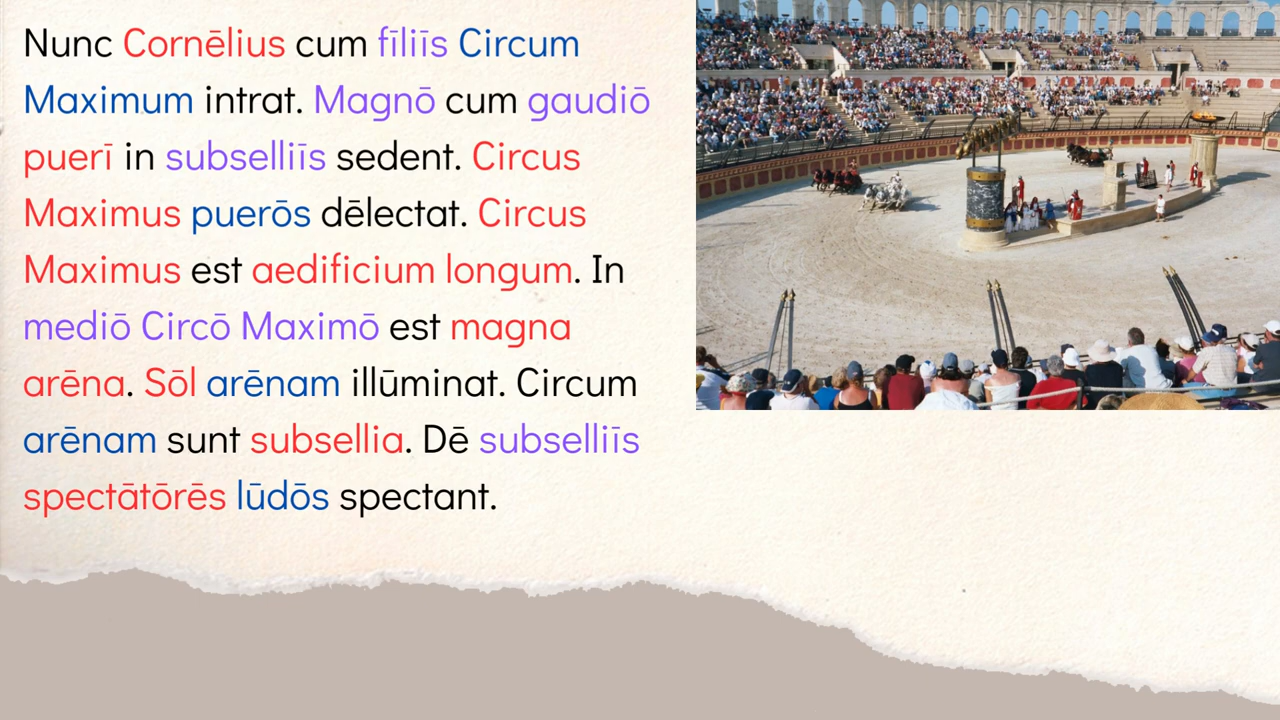 Nunc Cornēlius cum fīliīs Circum
Maximum intrat. Magnō cum gaudiō
puerī in subselliīs sedent. Circus
Maximus puerōs dēlectat. Circus
Maximus est aedificium longum. In
mediō Circō Maximō est magna
arēna. Sōl arēnam illūminat. Circum
arēnam sunt subsellia. Dē subselliīs
spectātōrēs lūdōs spectant.